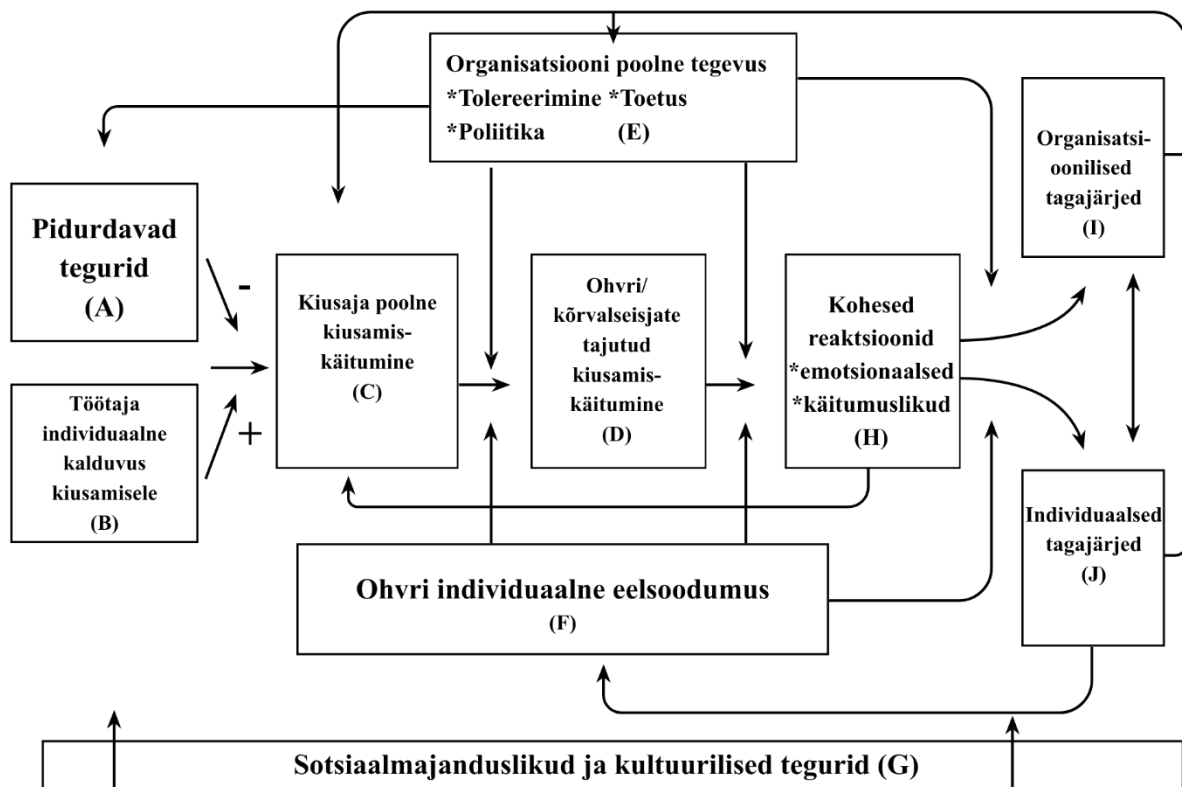 Organisatsiooni poolne tegevus
*Tolereerimine *Toetus
*Poliitika (E)
Pidurdavad
tegurid
(A)
-
Töötaja
individuaalne
kalduvus
kiusamisele
(B)
+
Kiusaja poolne
kiusamis-
käitumine
(C)
Ohvri/
kõrvalseisjate
tajutud
kiusamis-
käitumine
(D)
Kohesed
reaktsioonid
*emotsionaalsed
*käitumuslikud
(H)
Organisatsi-
oonilised
tagajärjed
(I)
Individuaalsed
tagajärjed
(J)
Ohvri individuaalne eelsoodumus
(F)
Sotsiaalmajanduslikud ja kultuurilised tegurid (G)